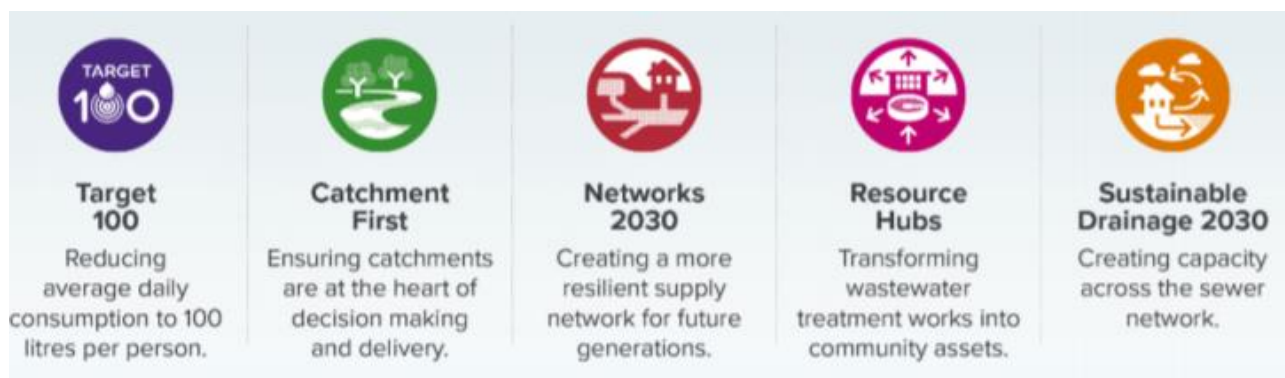 TARGET
100
Target
100
Reducing
average daily
consumption to 100
litres per person.
Catchment
First
Ensuring catchments
are at the heart of
decision making
and delivery.
Networks
2030
Creating a more
resilient supply
network for future
generations.
Resource
Hubs
Transforming
wastewater
treatment works into
community assets.
Sustainable
Drainage 2030
Creating capacity
across the sewer
network.